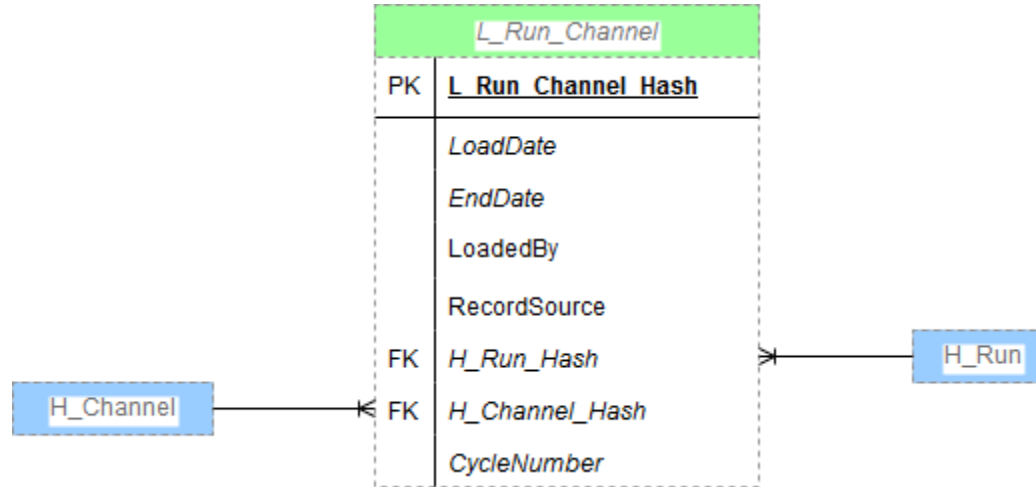 L_Run_Channel
PK L_Run_Channel_Hash
LoadDate
EndDate
LoadedBy
RecordSource
FK H_Run_Hash
H_Run
H_Channel
FK H_Channel_Hash
CycleNumber